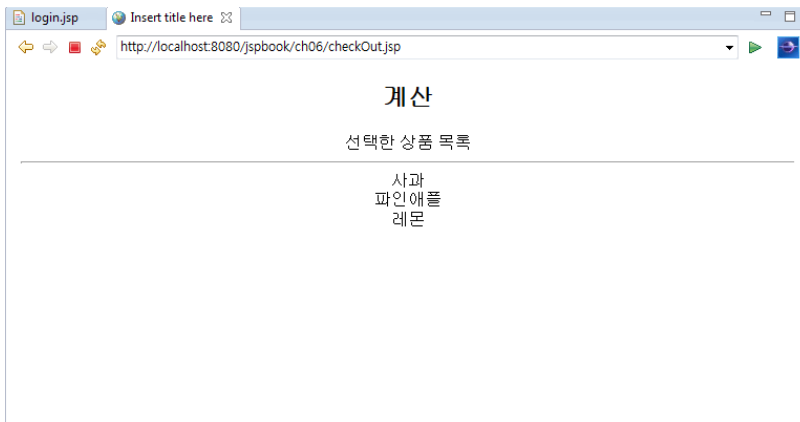 login.jsp
Insert title here
http://localhost:8080/jspbook/ch06/checkOut.jsp
계산
선택한 상품 목록
사과
파인애플
레몬